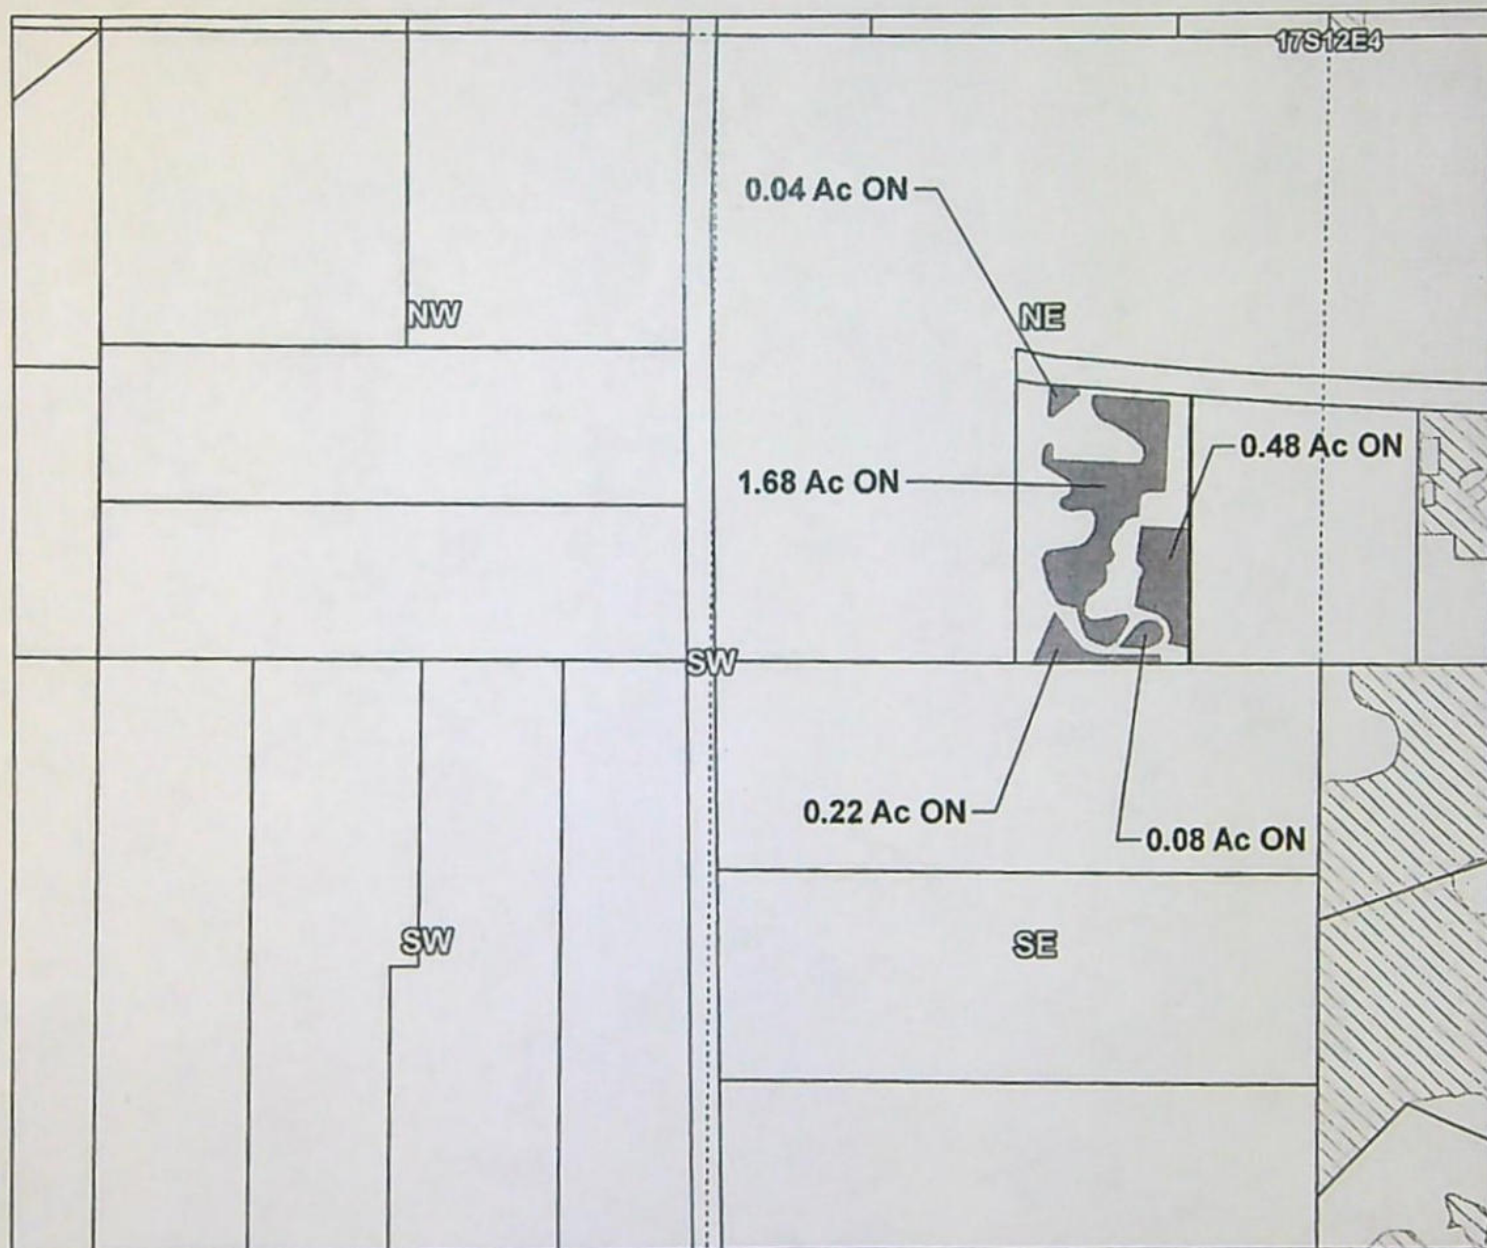 17S12E4
0.04 Ac ON
NW
NE
0.48 Ac ON
1.68 Ac ON
SW
0.22 Ac ON
0.08 Ac ON
SW
SE